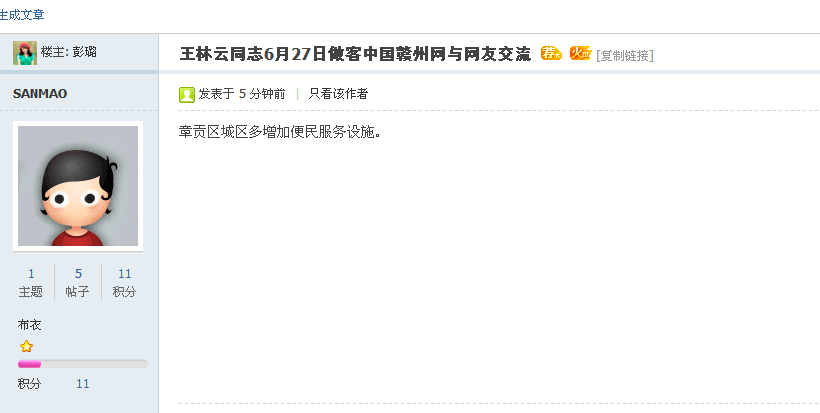 生成文章
楼主: 彭璐
王林云同志6月27日做客中国赣州网与网友交流 荐 火 [复制链接]
SANMAO
发表于 5 分钟前 | 只看该作者
章贡区城区多增加便民服务设施。
1 5 11
主题 帖子 积分
布衣
积分 11